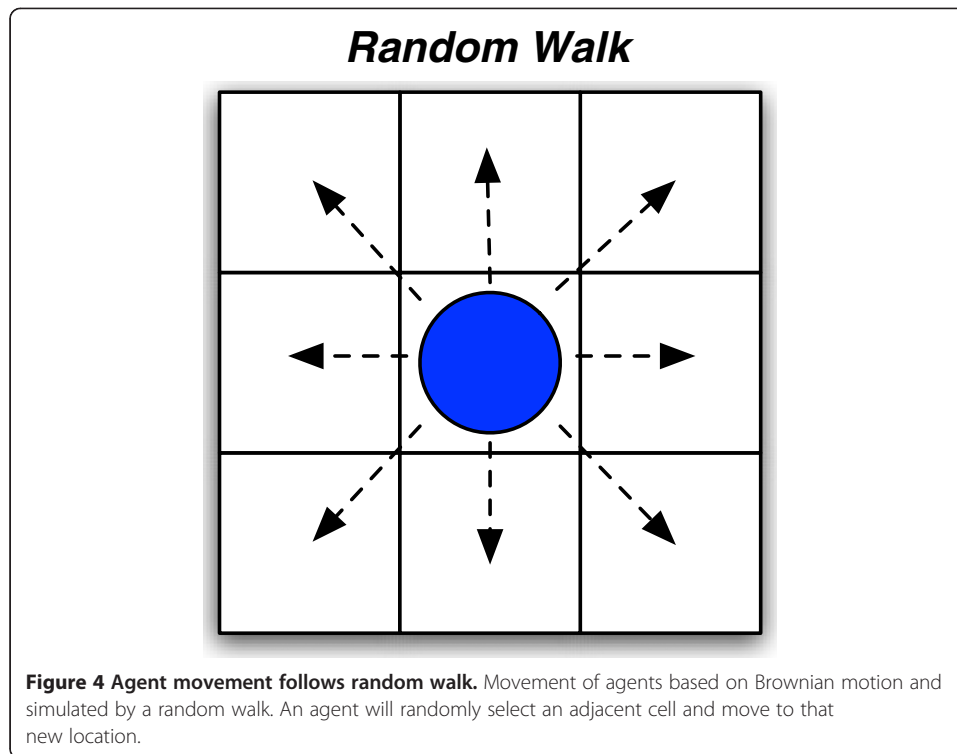 Random Walk
Figure 4 Agent movement follows random walk. Movement of agents based on Brownian motion and
simulated by a random walk. An agent will randomly select an adjacent cell and move to that
new location.